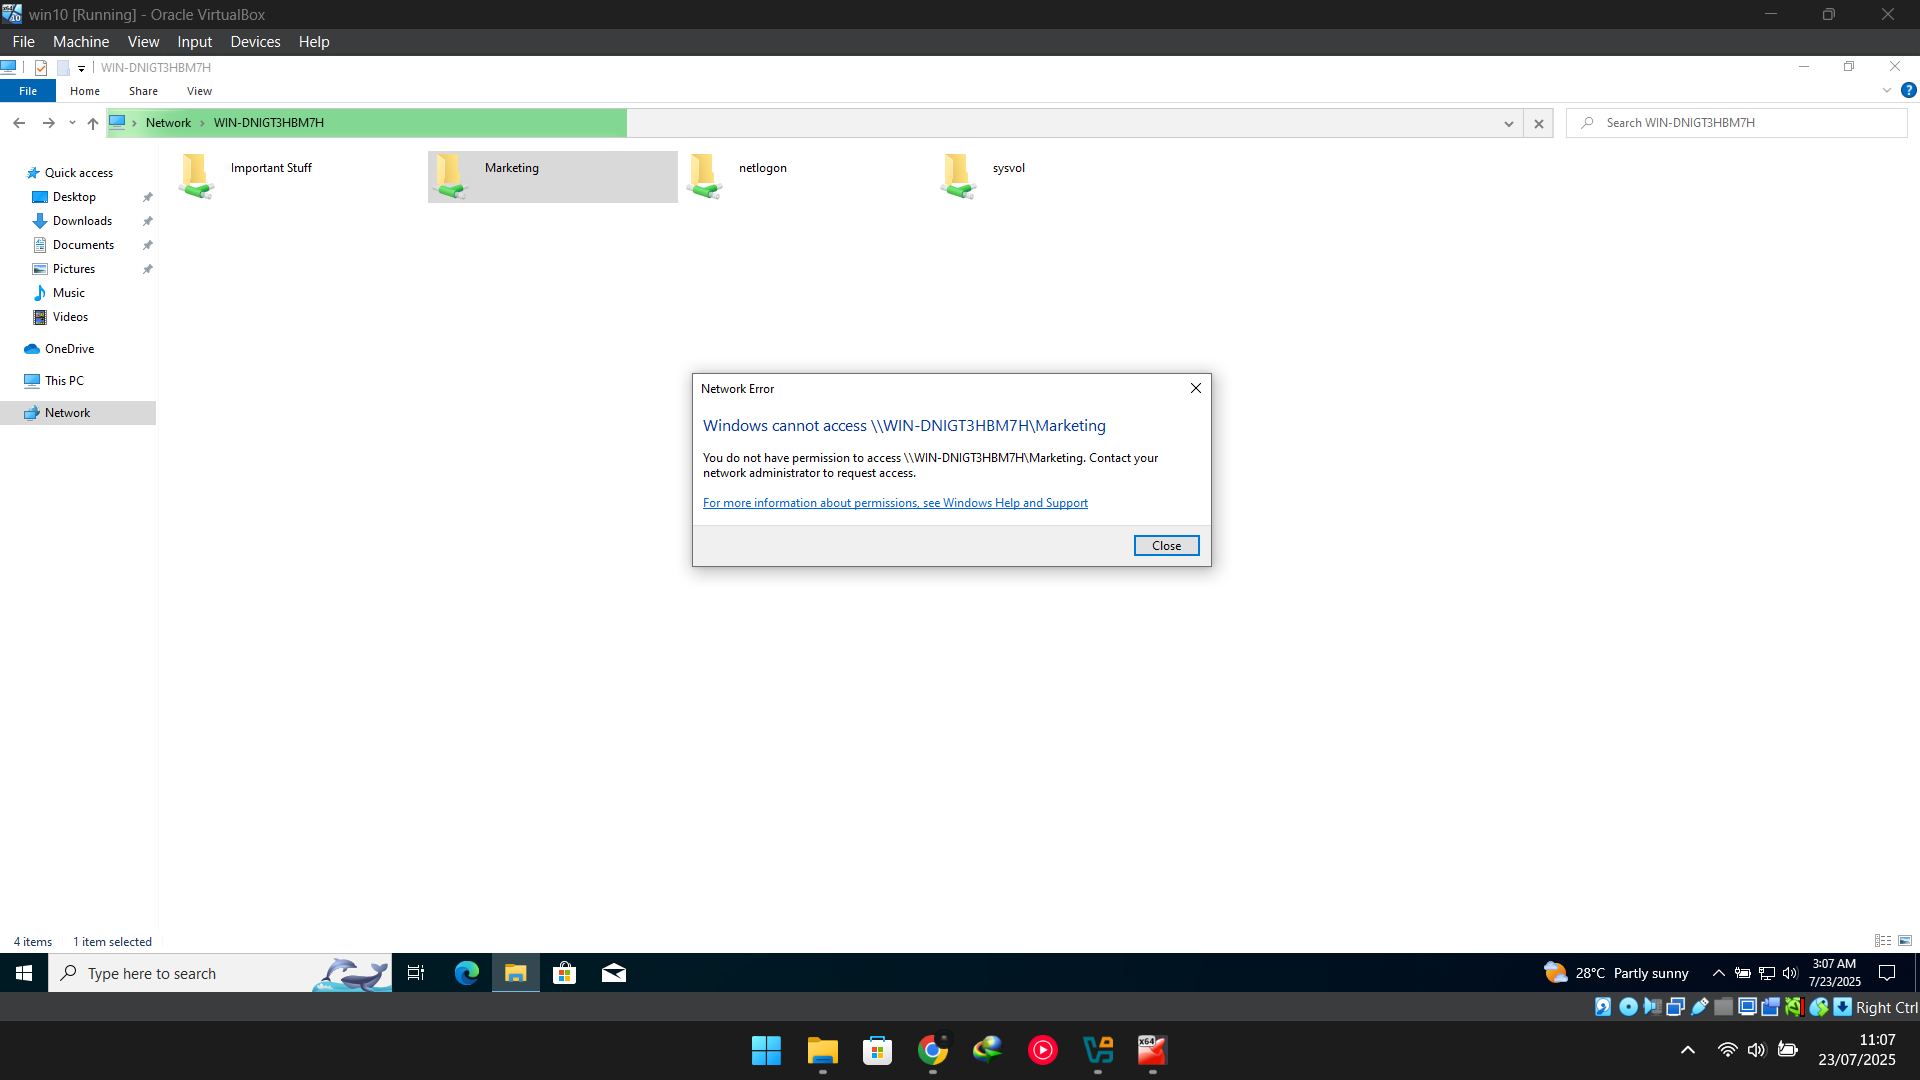 win10 [Running] - Oracle VirtualBox
File Machine View Input Devices Help
WIN-DNIGT3HBM7H
File Home Share View
Network WIN-DNIGT3HBM7H
Search WIN-DNIGT3HBM7H
Quick access
Desktop
Downloads
Documents
Pictures
Music
Videos
OneDrive
This PC
Network
Important Stuff
Marketing
netlogon
sysvol
Network Error
Windows cannot access \\WIN-DNIGT3HBM7H\Marketing
You do not have permission to access \\WIN-DNIGT3HBM7H\Marketing. Contact your
network administrator to request access.
For more information about permissions, see Windows Help and Support
Close
4 items 1 item selected
Type here to search
28°C Partly sunny
3:07 AM
7/23/2025
Right Ctrl
x64
11:07
23/07/2025